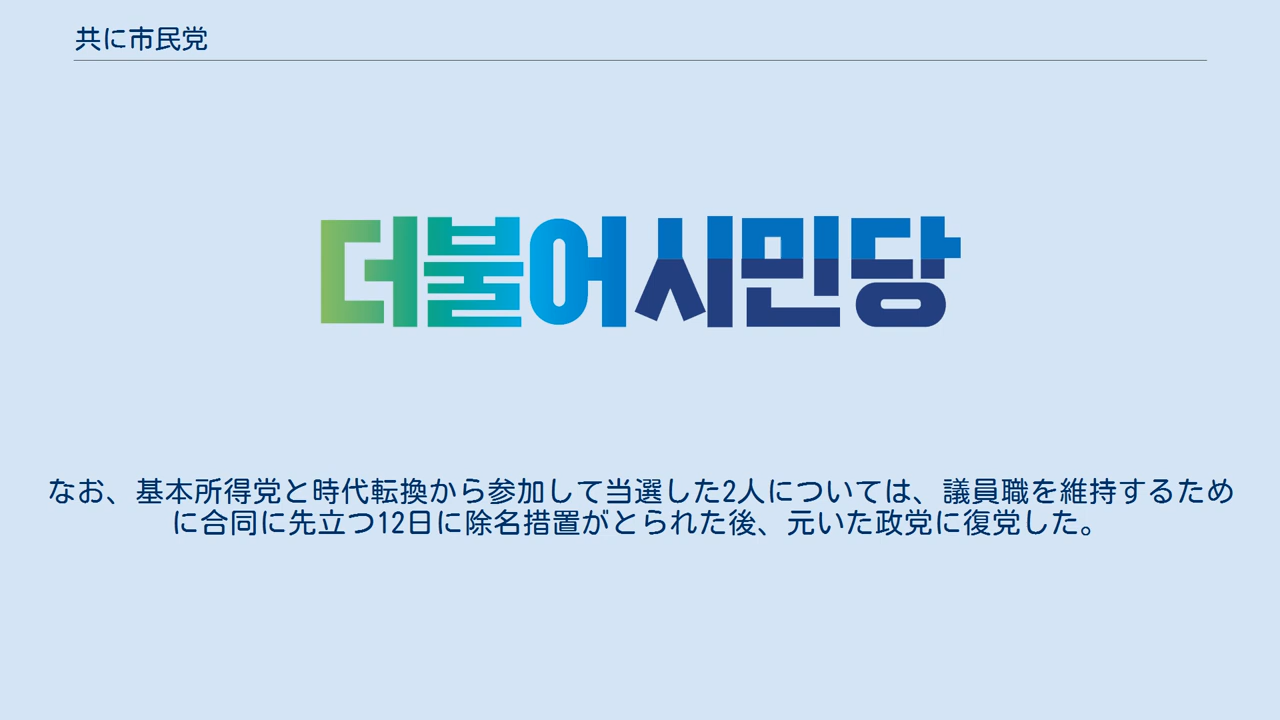 共に市民党
더불어시민당
なお、基本所得党と時代転換から参加して当選した2人については、議員職を維持するため
に合同に先立つ12日に除名措置がとられた後、元いた政党に復党した。